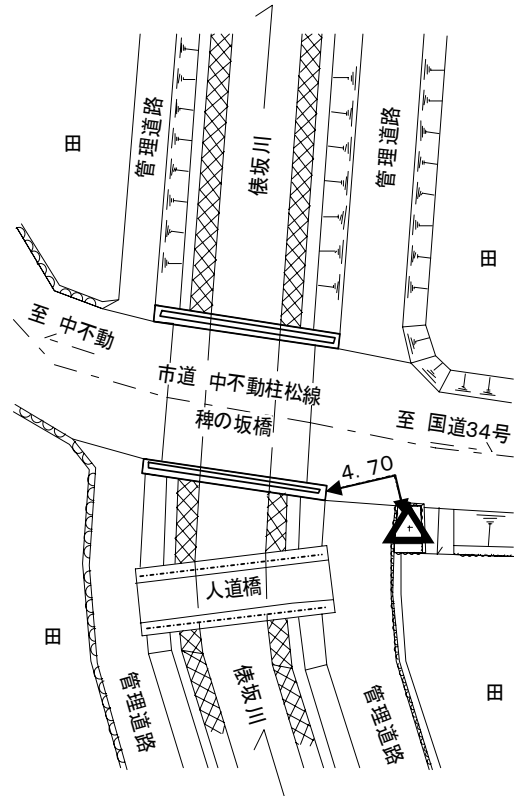 田
管理道路
俵坂川
管理道路
田
至 中不動
市道 中不動柱松線
稗の坂橋
至 国道34号
4.70
人道橋
田
管理道路
俵坂川
管理道路
田